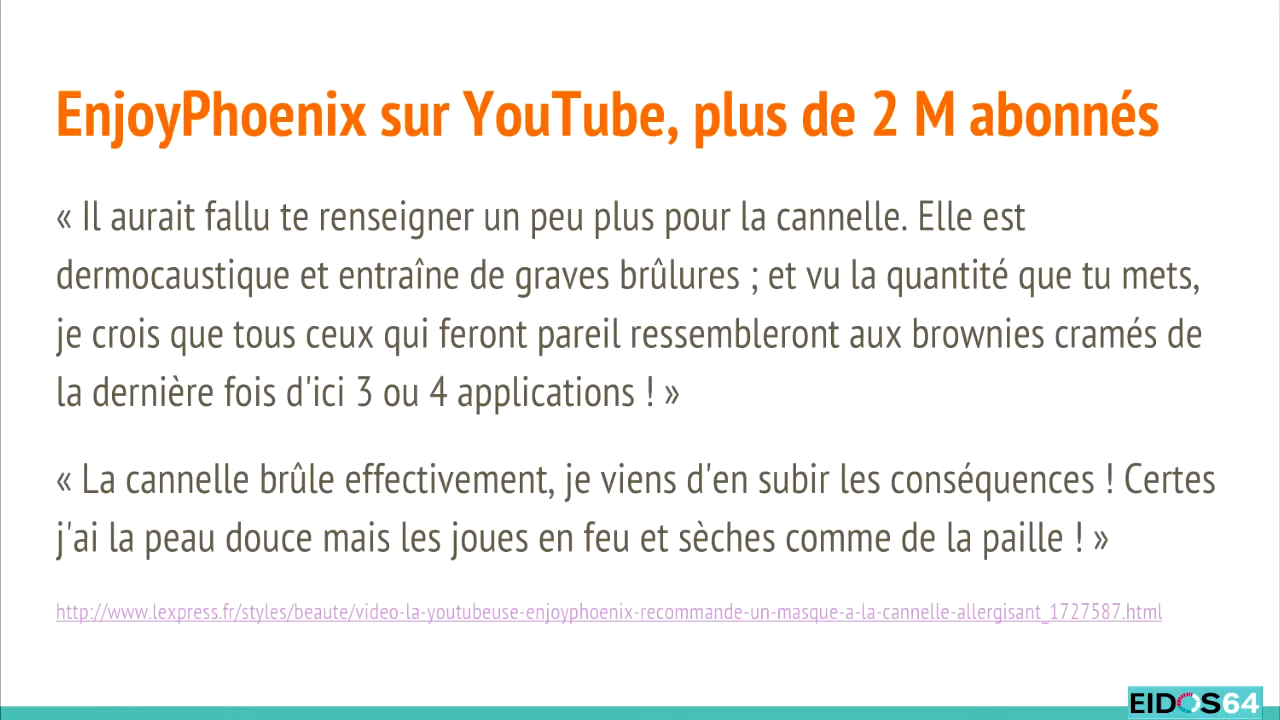 EnjoyPhoenix sur YouTube, plus de 2 M abonnés
« Il aurait fallu te renseigner un peu plus pour la cannelle. Elle est
dermocaustique et entraîne de graves brûlures ; et vu la quantité que tu mets,
je crois que tous ceux qui feront pareil ressembleront aux brownies cramés de
la dernière fois d'ici 3 ou 4 applications ! »
« La cannelle brûle effectivement, je viens d'en subir les conséquences ! Certes
j'ai la peau douce mais les joues en feu et sèches comme de la paille ! »
http://www.lexpress.fr/styles/beaute/video-la-youtubeuse-enjoyphoenix-recommande-un-masque-a-la-cannelle-allergisant_1727587.html
EIDOS64